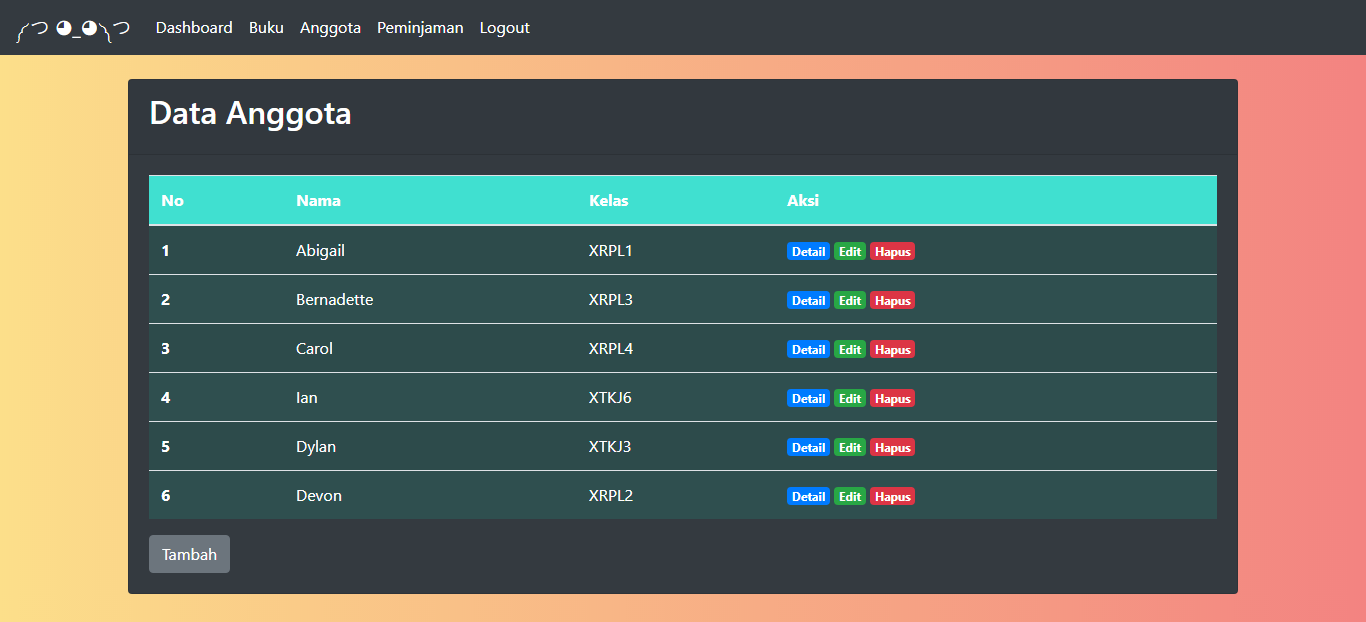 ༼つ ◕_◕༽つ Dashboard Buku Anggota Peminjaman Logout
Data Anggota
No Nama Kelas Aksi
1 Abigail XRPL1 Detail Edit Hapus
2 Bernadette XRPL3 Detail Edit Hapus
3 Carol XRPL4 Detail Edit Hapus
4 Ian XTKJ6 Detail Edit Hapus
5 Dylan XTKJ3 Detail Edit Hapus
6 Devon XRPL2 Detail Edit Hapus
Tambah